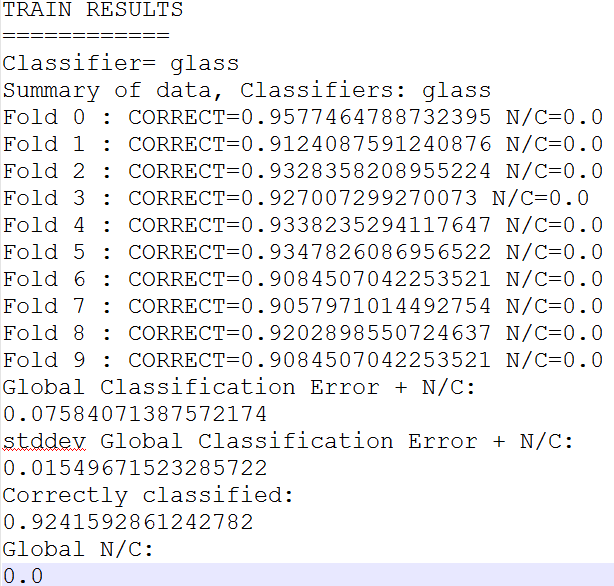 TRAIN RESULTS
============
Classifier= glass
Summary of data, Classifiers: glass
Fold 0 : CORRECT=0.9577464788732395 N/C=0.0
Fold 1 : CORRECT=0.9124087591240876 N/C=0.0
Fold 2 : CORRECT=0.9328358208955224 N/C=0.0
Fold 3 : CORRECT=0.927007299270073 N/C=0.0
Fold 4 : CORRECT=0.9338235294117647 N/C=0.0
Fold 5 : CORRECT=0.9347826086956522 N/C=0.0
Fold 6 : CORRECT=0.9084507042253521 N/C=0.0
Fold 7 : CORRECT=0.9057971014492754 N/C=0.0
Fold 8 : CORRECT=0.9202898550724637 N/C=0.0
Fold 9 : CORRECT=0.9084507042253521 N/C=0.0
Global Classification Error + N/C:
0.07584071387572174
stddev Global Classification Error + N/C:
0.01549671523285722
Correctly classified:
0.9241592861242782
Global N/C:
0.0